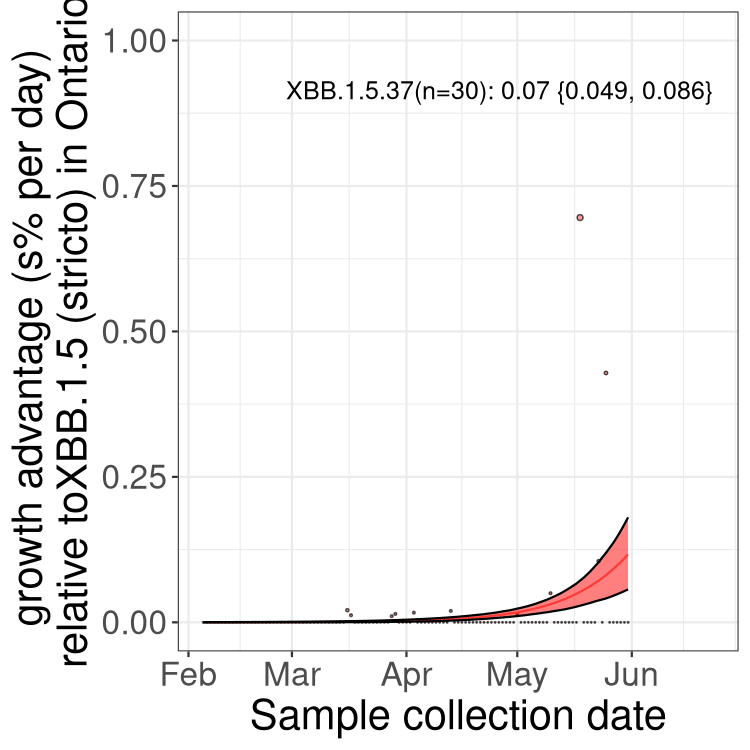 growth advantage (s% per day)
relative toXBB.1.5 (stricto) in Ontario
1.00
XBB.1.5.37(n=30): 0.07 {0.049, 0.086}
0.75
0.50
0.25
0.00
Feb Mar Apr May Jun
Sample collection date